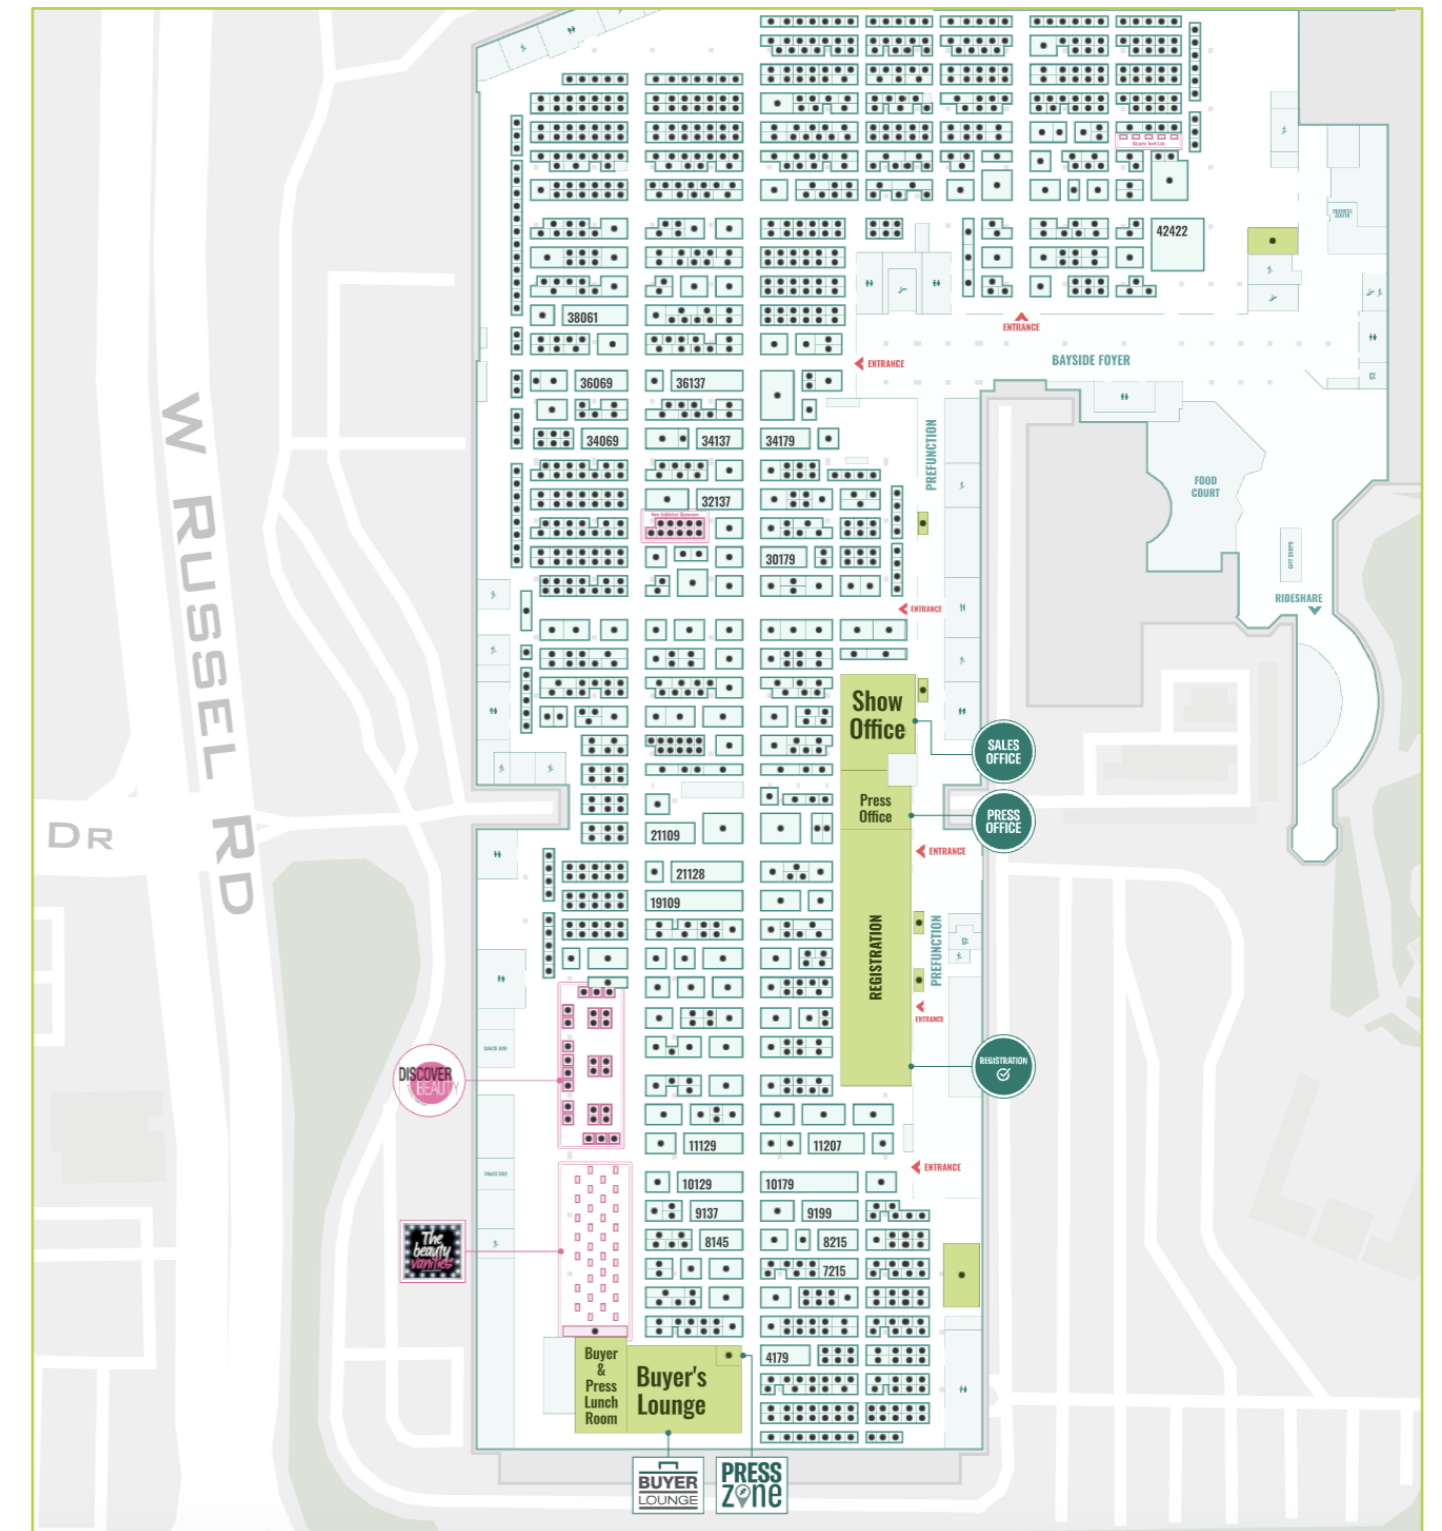 42422
38061
ENTRANCE
BAYSIDE FOYER
ENTRANCE
36069
36137
34069
34137
34179
PREFUNCTION
FOOD
COURT
32137
30179
GIFT SHOPS
RIDESHARE
ENTRANCE
W RUSSEL RD
Show
Office
SALES
OFFICE
Press
Office
PRESS
OFFICE
DR
21109
ENTRANCE
21128
19109
REGISTRATION
PREFUNCTION
ENTRANCE
REGISTRATION
DISCOVER
BEAUTY
11129
11207
ENTRANCE
10129
10179
9137
9199
The
beauty
vanities
8145
8215
7215
4179
Buyer
&
Press
Lunch
Room
Buyer's
Lounge
BUYER
LOUNGE
PRESS
zone